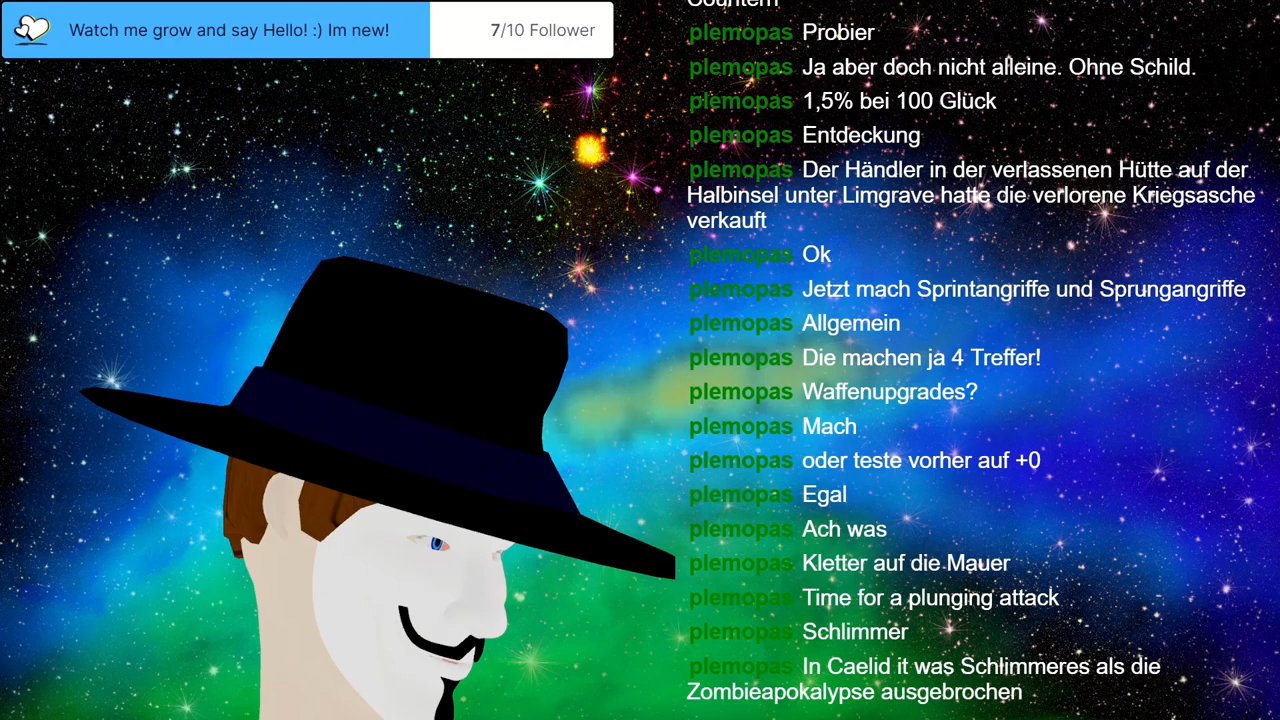 Watch me grow and say Hello! :) Im new!
7/10 Follower
plemopas Probier
plemopas Ja aber doch nicht alleine. Ohne Schild.
plemopas 1,5% bei 100 Glück
plemopas Entdeckung
plemopas Der Händler in der verlassenen Hütte auf der
Halbinsel unter Limgrave hatte die verlorene Kriegsasche
verkauft
plemopas Ok
plemopas Jetzt mach Sprintangriffe und Sprungangriffe
plemopas Allgemein
plemopas Die machen ja 4 Treffer!
plemopas Waffenupgrades?
plemopas Mach
plemopas oder teste vorher auf +0
plemopas Egal
plemopas Ach was
plemopas Kletter auf die Mauer
plemopas Time for a plunging attack
plemopas Schlimmer
plemopas In Caelid it was Schlimmeres als die
Zombieapokalypse ausgebrochen